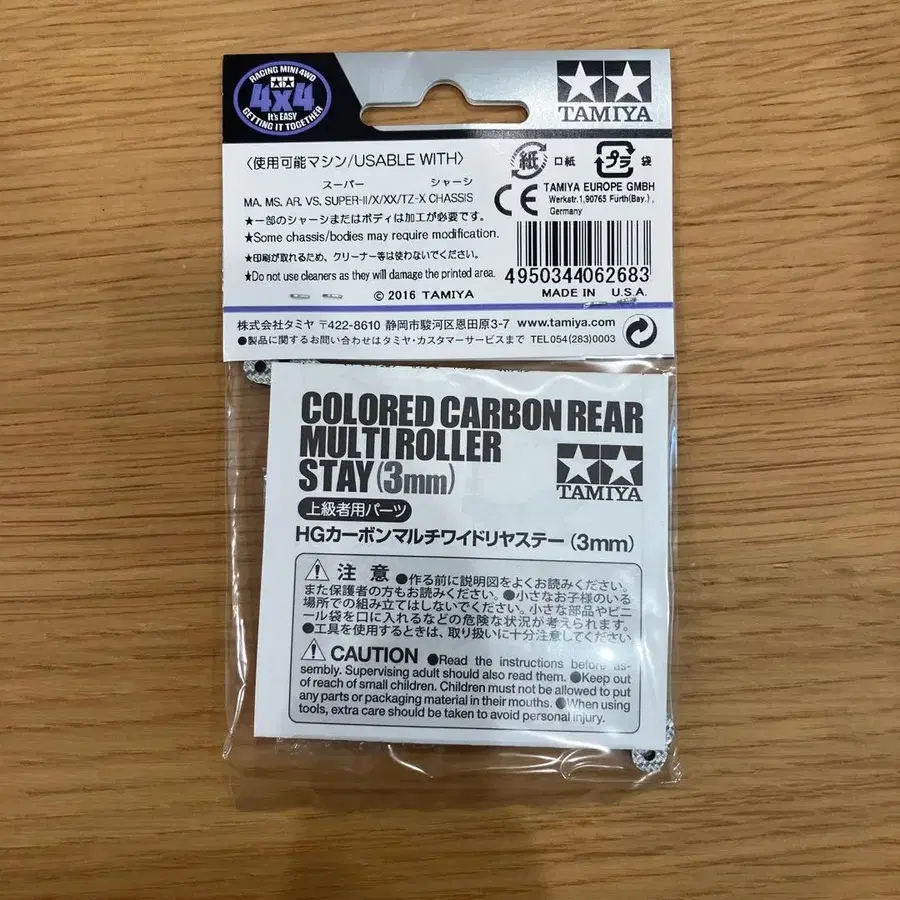 RACING MINI 4WD
4x4
It's EASY
GETTING IT TOGETHER
TAMIYA
〈使用可能マシン/USABLE WITH〉
スーパー シャーシ
MA. MS. AR. VS. SUPER-II/X/XX/TZ-X CHASSIS
★一部のシャーシまたはボディは加工が必要です。
★Some chassis/bodies may require modification.
★印刷が取れるため、クリーナー等は使わないでください。
★Do not use cleaners as they will damage the printed area.
© 2016 TAMIYA
紙 口紙
プラ 袋
CE
TAMIYA EUROPE GMBH
Werkstr.1,90765 Fürth(Bay.),
Germany
4950344062683
MADE IN U.S.A.
株式会社タミヤ 〒422-8610 静岡市駿河区恩田原3-7 www.tamiya.com
●製品に関するお問い合わせはタミヤ・カスタマーサービスまで TEL054(283)0003
COLORED CARBON REAR
MULTI ROLLER
STAY(3mm)
TAMIYA
上級者用パーツ
HGカーボンマルチワイドリヤステー(3mm)
注意 ●作る前に説明図をよくお読みください。
また保護者の方もお読みください。●小さなお子様のいる
場所での組み立てはしないでください。小さな部品やビニ
ール袋を口に入れるなどの危険な状況が考えられます。
●工具を使用するときは、取り扱いに十分注意してください
CAUTION ●Read the instructions before as-
sembly. Supervising adult should also read them. ●Keep out
of reach of small children. Children must not be allowed to put
any parts or packaging material in their mouths. ●When using
tools, extra care should be taken to avoid personal injury.